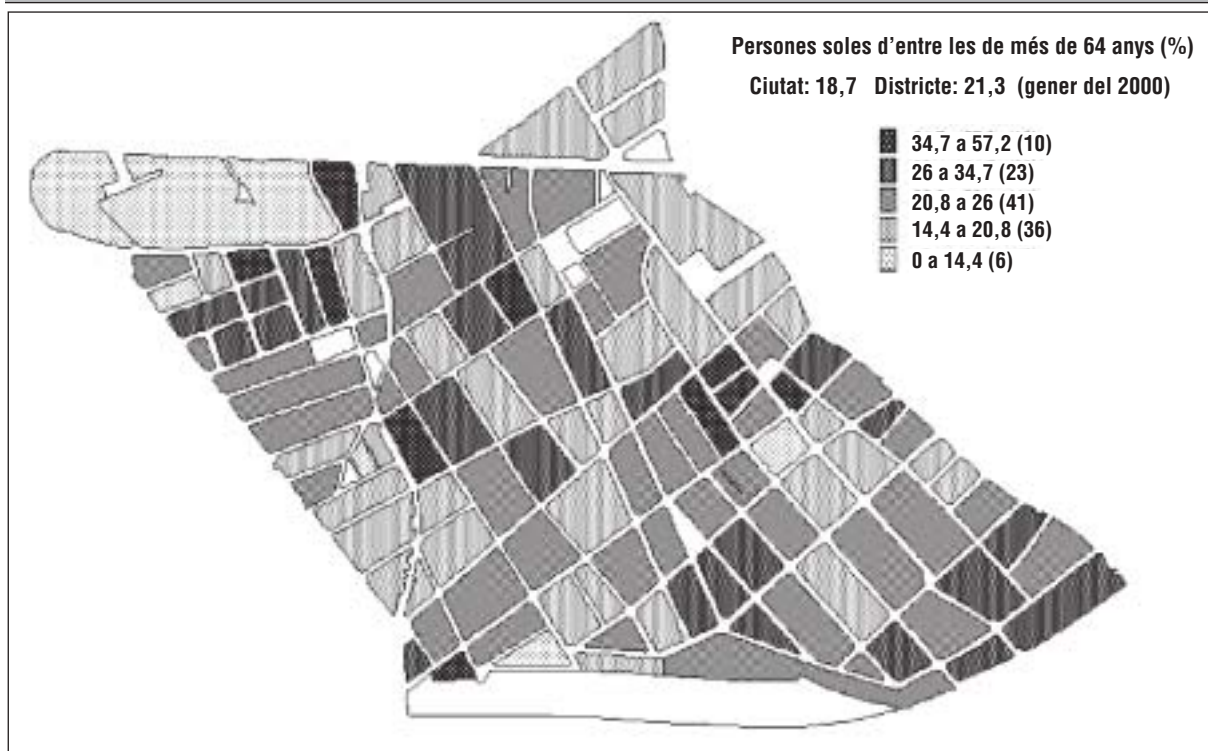 Persones soles d'entre les de més de 64 anys (%)
Ciutat: 18,7 Districte: 21,3 (gener del 2000)
34,7 a 57,2 (10)
26 a 34,7 (23)
20,8 a 26 (41)
14,4 a 20,8 (36)
0 a 14,4 (6)